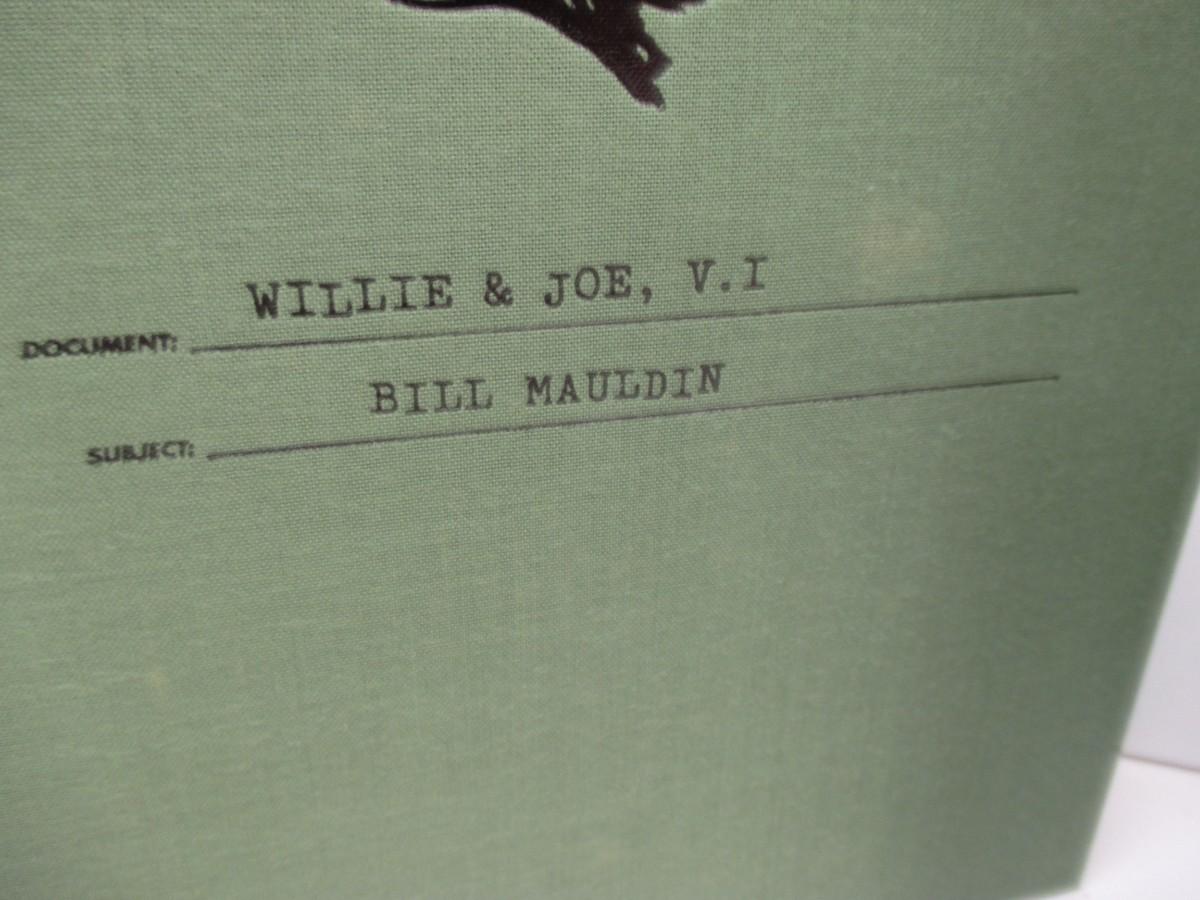 DOCUMENT: WILLIE & JOE, V.I
SUBJECT: BILL MAULDIN